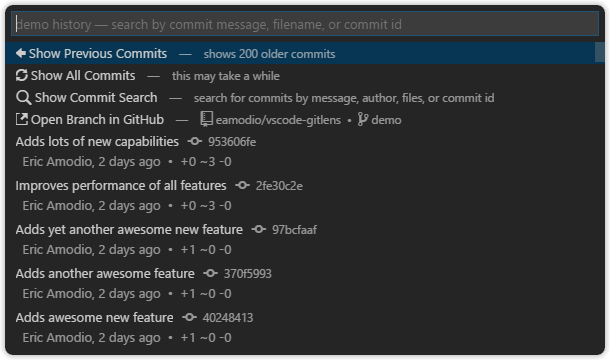 demo history — search by commit message, filename, or commit id
Show Previous Commits — shows 200 older commits
Show All Commits — this may take a while
Show Commit Search — search for commits by message, author, files, or commit id
Open Branch in GitHub — eamodio/vscode-gitlens • demo
Adds lots of new capabilities 953606fe
Eric Amodio, 2 days ago • +0 ~3 -0
Improves performance of all features 2fe30c2e
Eric Amodio, 2 days ago • +0 ~3 -0
Adds yet another awesome new feature 97bcfaaf
Eric Amodio, 2 days ago • +1 ~0 -0
Adds another awesome feature 370f5993
Eric Amodio, 2 days ago • +1 ~0 -0
Adds awesome new feature 40248413
Eric Amodio, 2 days ago • +1 ~0 -0